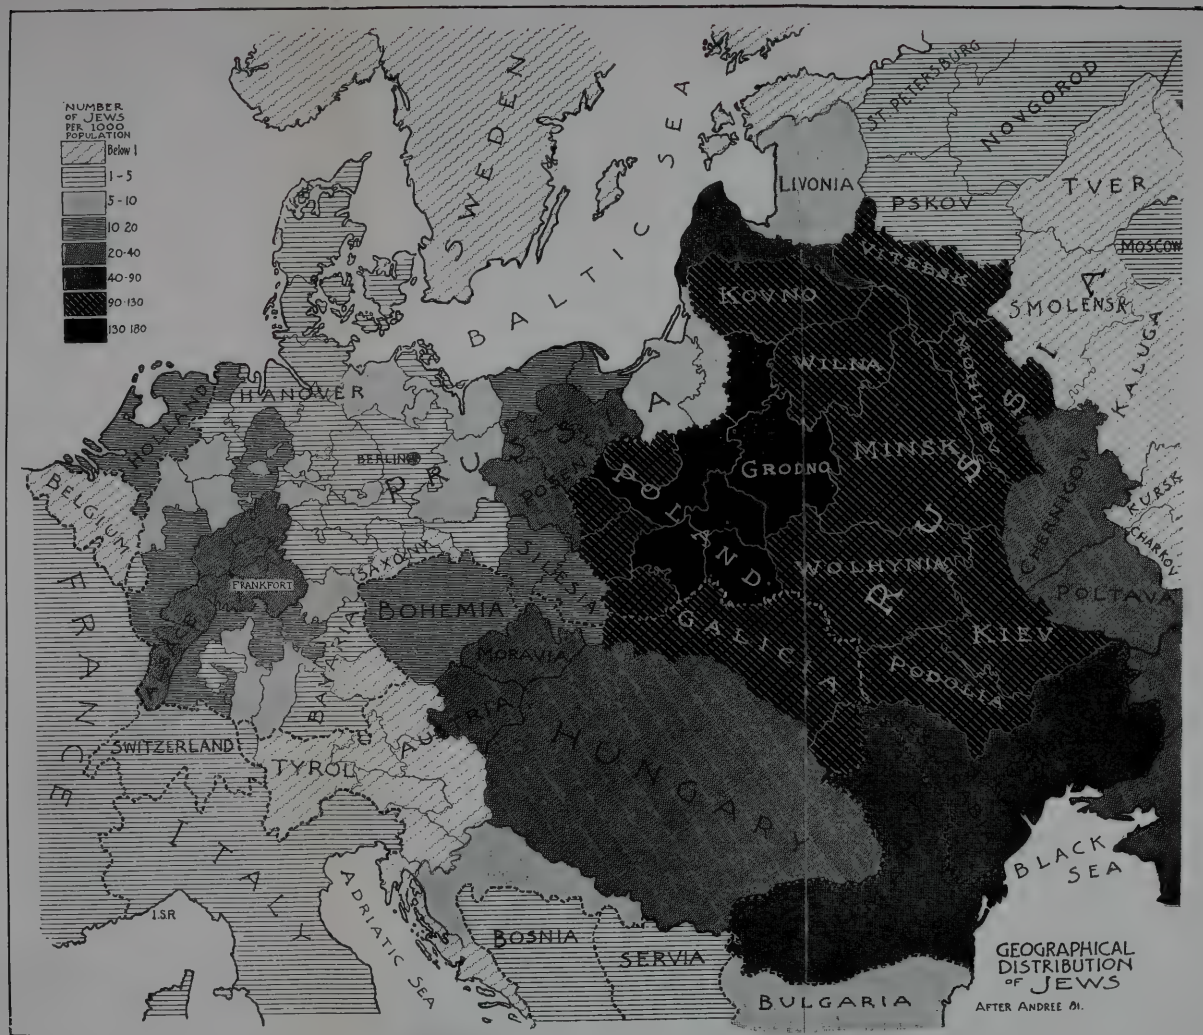 NUMBER
OF JEWS
PER 1000
POPULATION
Below 1
1-5
5-10
10 20
20-40
40-90
90-130
130 180
SWEDEN
BALTIC SEA
ST. PETERSBURG
NOVGOROD
LIVONIA
PSKOV
TVER
MOSCOW
VITEBSK
KOVNO
SMOLENSK
KALUGA
WILNA
MOHILEV
HANOVER
HOLLAND
BERLIN
PRUSSIA
POSEN
POLAND
GRODNO
MINSK
RUSSIA
CHERNIGOV
KURSK
CHARKOV
BELGIUM
SAXONY
SILESIA
WOLHYNIA
POLTAVA
FRANKFORT
FRANCE
BOHEMIA
GALICIA
KIEV
ALSACE
MORAVIA
PODOLIA
BAVARIA
AUSTRIA
SWITZERLAND
TYROL
HUNGARY
ITALY
BLACK
SEA
I.S.R
ADRIATIC SEA
BOSNIA
SERVIA
BULGARIA
GEOGRAPHICAL
DISTRIBUTION
OF JEWS
AFTER ANDREE 81.